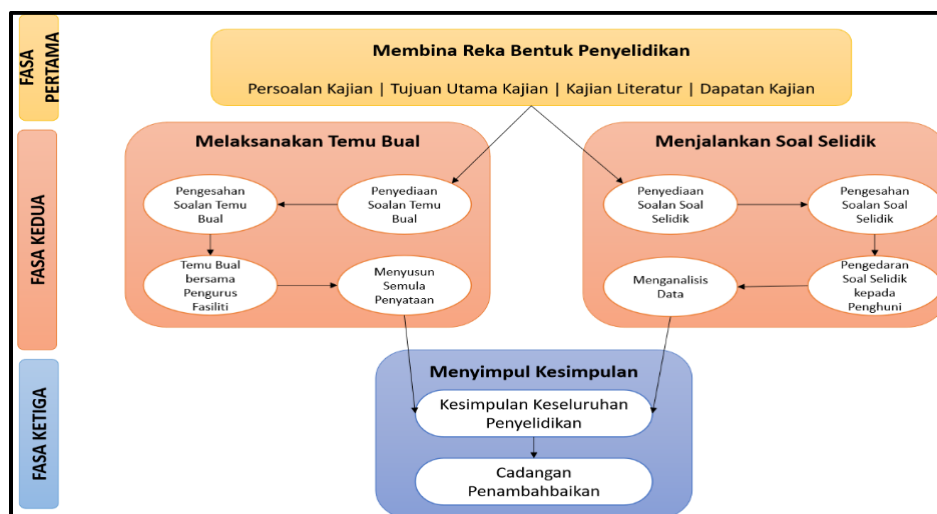 FASA
PERTAMA
Membina Reka Bentuk Penyelidikan
Persoalan Kajian | Tujuan Utama Kajian | Kajian Literatur | Dapatan Kajian
FASA KEDUA
Melaksanakan Temu Bual
Penyediaan
Soalan Temu
Bual
Pengesahan
Soalan Temu
Bual
Temu Bual
bersama
Pengurus
Fasiliti
Menyusun
Semula
Penyataan
Menjalankan Soal Selidik
Penyediaan
Soalan Soal
Selidik
Pengesahan
Soalan Soal
Selidik
Pengedaran
Soal Selidik
kepada
Penghuni
Menganalisis
Data
FASA KETIGA
Menyimpul Kesimpulan
Kesimpulan Keseluruhan
Penyelidikan
Cadangan
Penambahbaikan